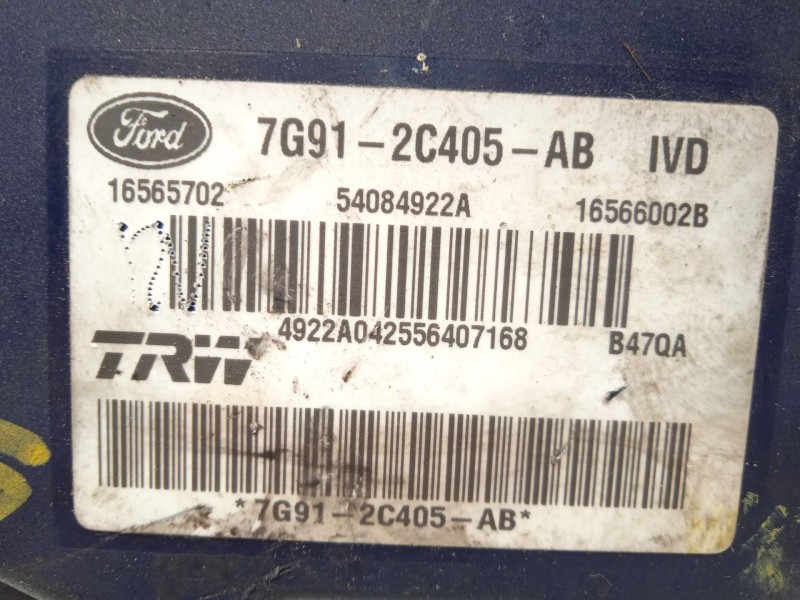 Ford 7G91-2C405-AB IVD
16565702 54084922A 16566002B
4922A042556407168 B47QA
TRW
*7G91-2C405-AB*